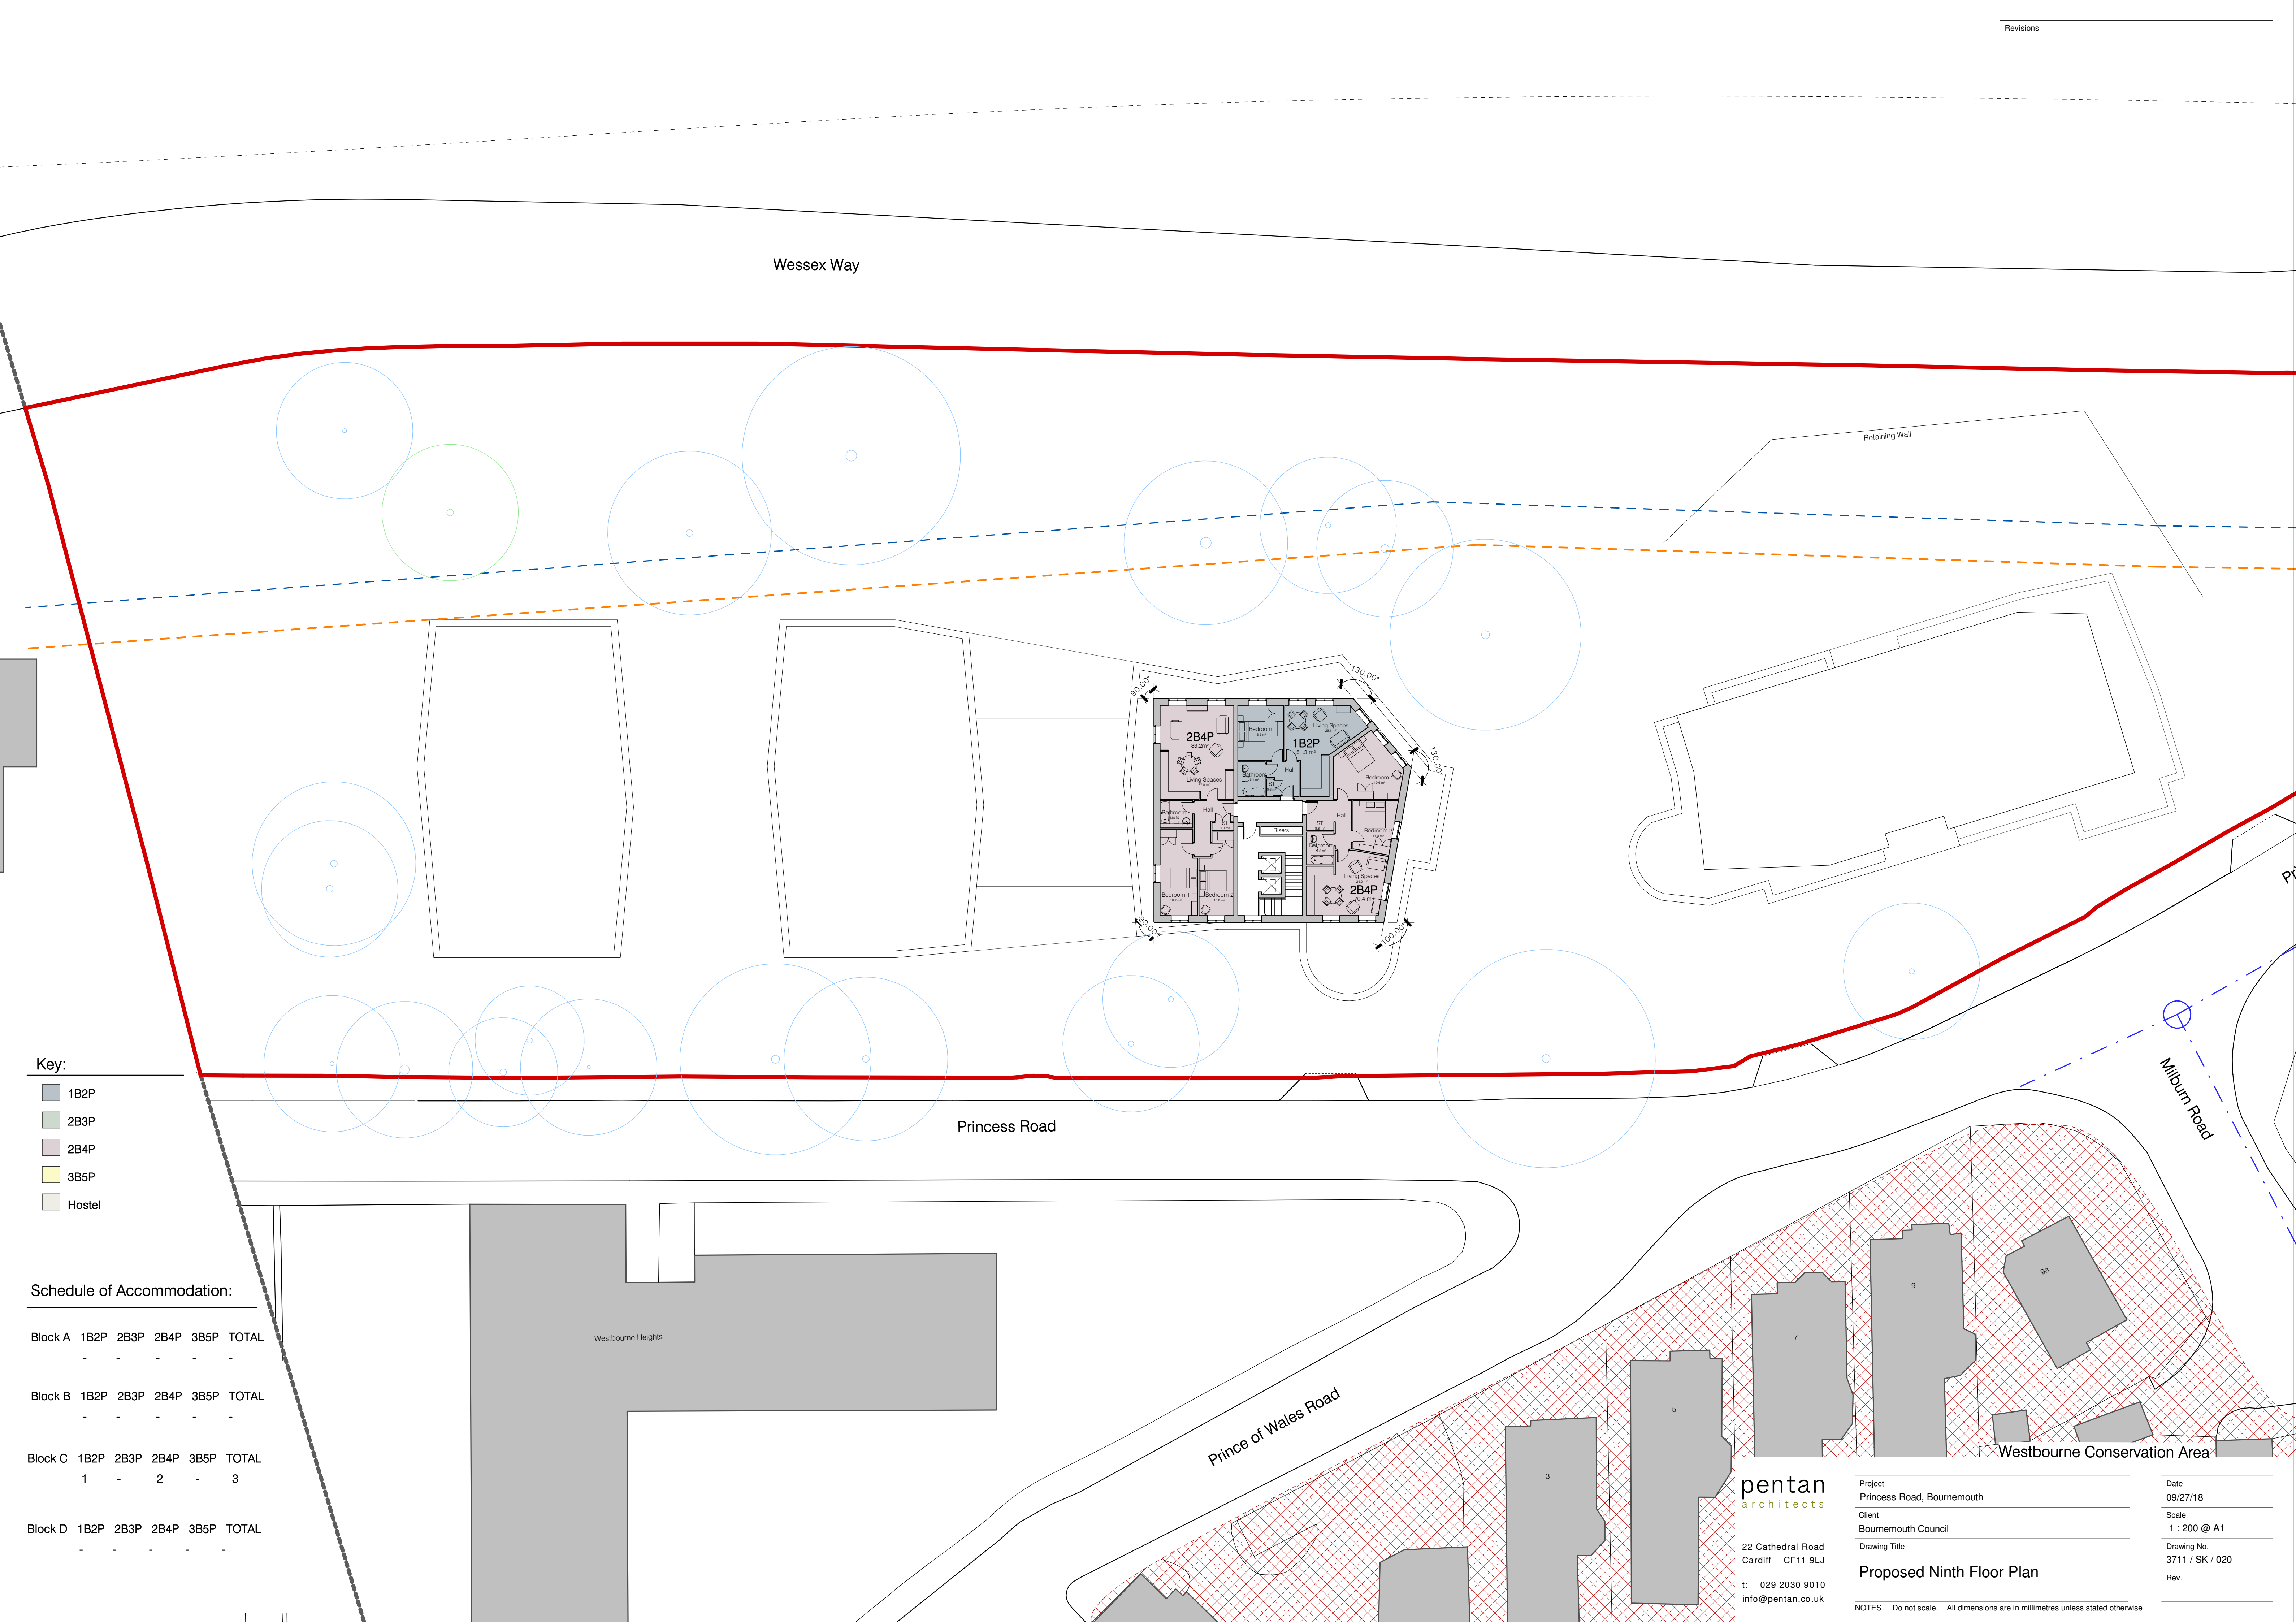 Revisions
Wessex Way
Retaining Wall
130.00°
90.00°
130.00°
2B4P
83.2m²
Living Spaces
Bedroom
Living Spaces
1B2P
51.3 m²
Bathroom
Hall
ST
Bedroom 1
Hall
Bathroom
ST
Risers
ST
Hall
Bedroom 2
Bathroom
Bedroom 1
Bedroom 2
Living Spaces
2B4P
70.4 m²
90.00°
100.00°
Key:
1B2P
2B3P
2B4P
3B5P
Hostel
Princess Road
Milburn Road
Schedule of Accommodation:
Block A 1B2P 2B3P 2B4P 3B5P TOTAL
- - - - -
Block B 1B2P 2B3P 2B4P 3B5P TOTAL
- - - - -
Block C 1B2P 2B3P 2B4P 3B5P TOTAL
1 - 2 - 3
Block D 1B2P 2B3P 2B4P 3B5P TOTAL
- - - - -
Westbourne Heights
Prince of Wales Road
9a
9
7
5
3
Westbourne Conservation Area
pentan
architects
22 Cathedral Road
Cardiff CF11 9LJ
t: 029 2030 9010
info@pentan.co.uk
Project
Princess Road, Bournemouth
Client
Bournemouth Council
Drawing Title
Proposed Ninth Floor Plan
NOTES Do not scale. All dimensions are in millimetres unless stated otherwise
Date
09/27/18
Scale
1 : 200 @ A1
Drawing No.
3711 / SK / 020
Rev.